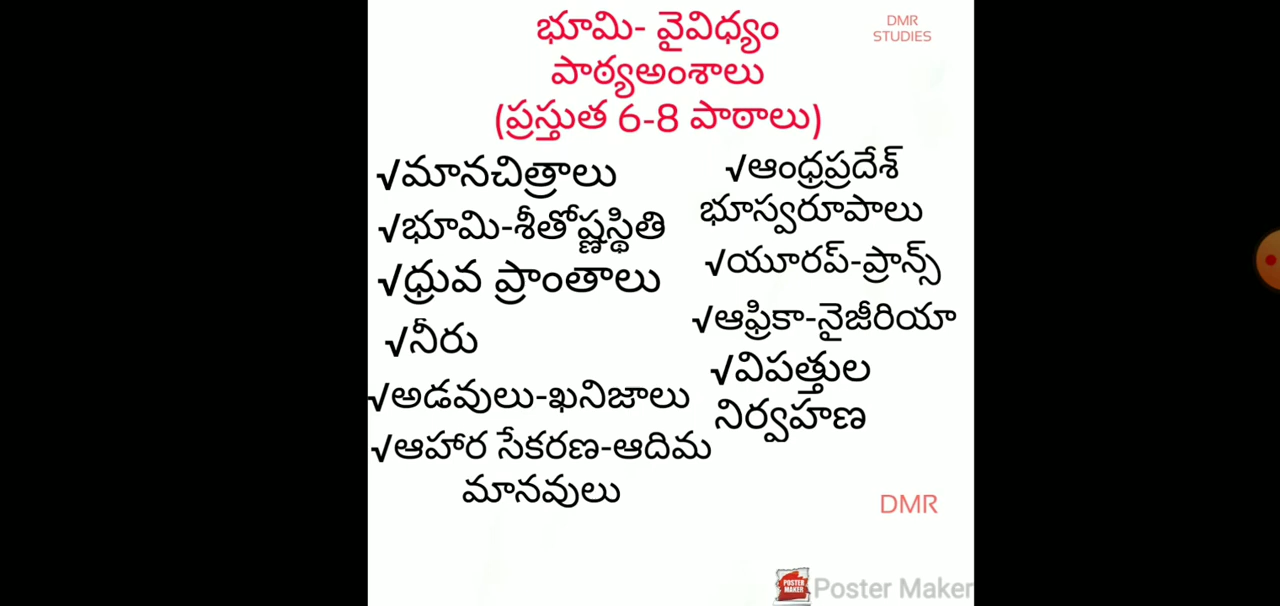 భూమి- వైవిధ్యం
DMR
STUDIES
పాఠ్యఅంశాలు
(ప్రస్తుత 6-8 పాఠాలు)
√మానచిత్రాలు
√భూమి-శీతోష్ణస్థితి
√ధ్రువ ప్రాంతాలు
√నీరు
√అడవులు-ఖనిజాలు
√ఆహార సేకరణ-ఆదిమ
మానవులు
√ఆంధ్రప్రదేశ్
భూస్వరూపాలు
√యూరప్-ప్రాన్స్
√ఆఫ్రికా-నైజీరియా
√విపత్తుల
నిర్వహణ
DMR
POSTER
MAKER
Poster Maker